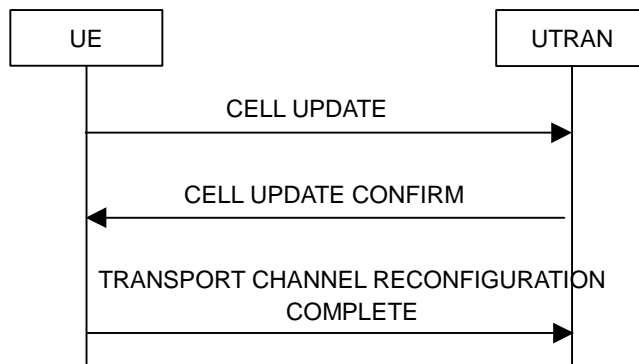 UE
UTRAN
CELL UPDATE
CELL UPDATE CONFIRM
TRANSPORT CHANNEL RECONFIGURATION
COMPLETE